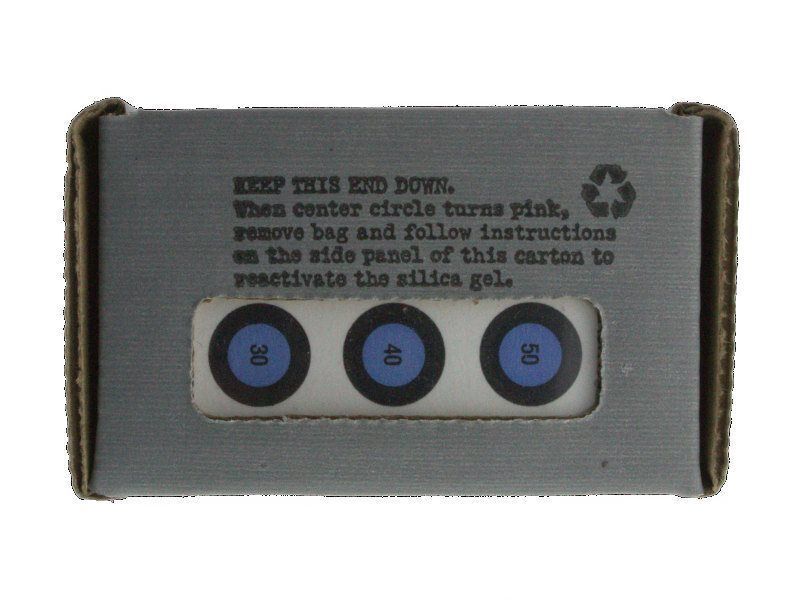 KEEP THIS END DOWN.
When center circle turns pink,
remove bag and follow instructions
on the side panel of this carton to
reactivate the silica gel.
30 40 50